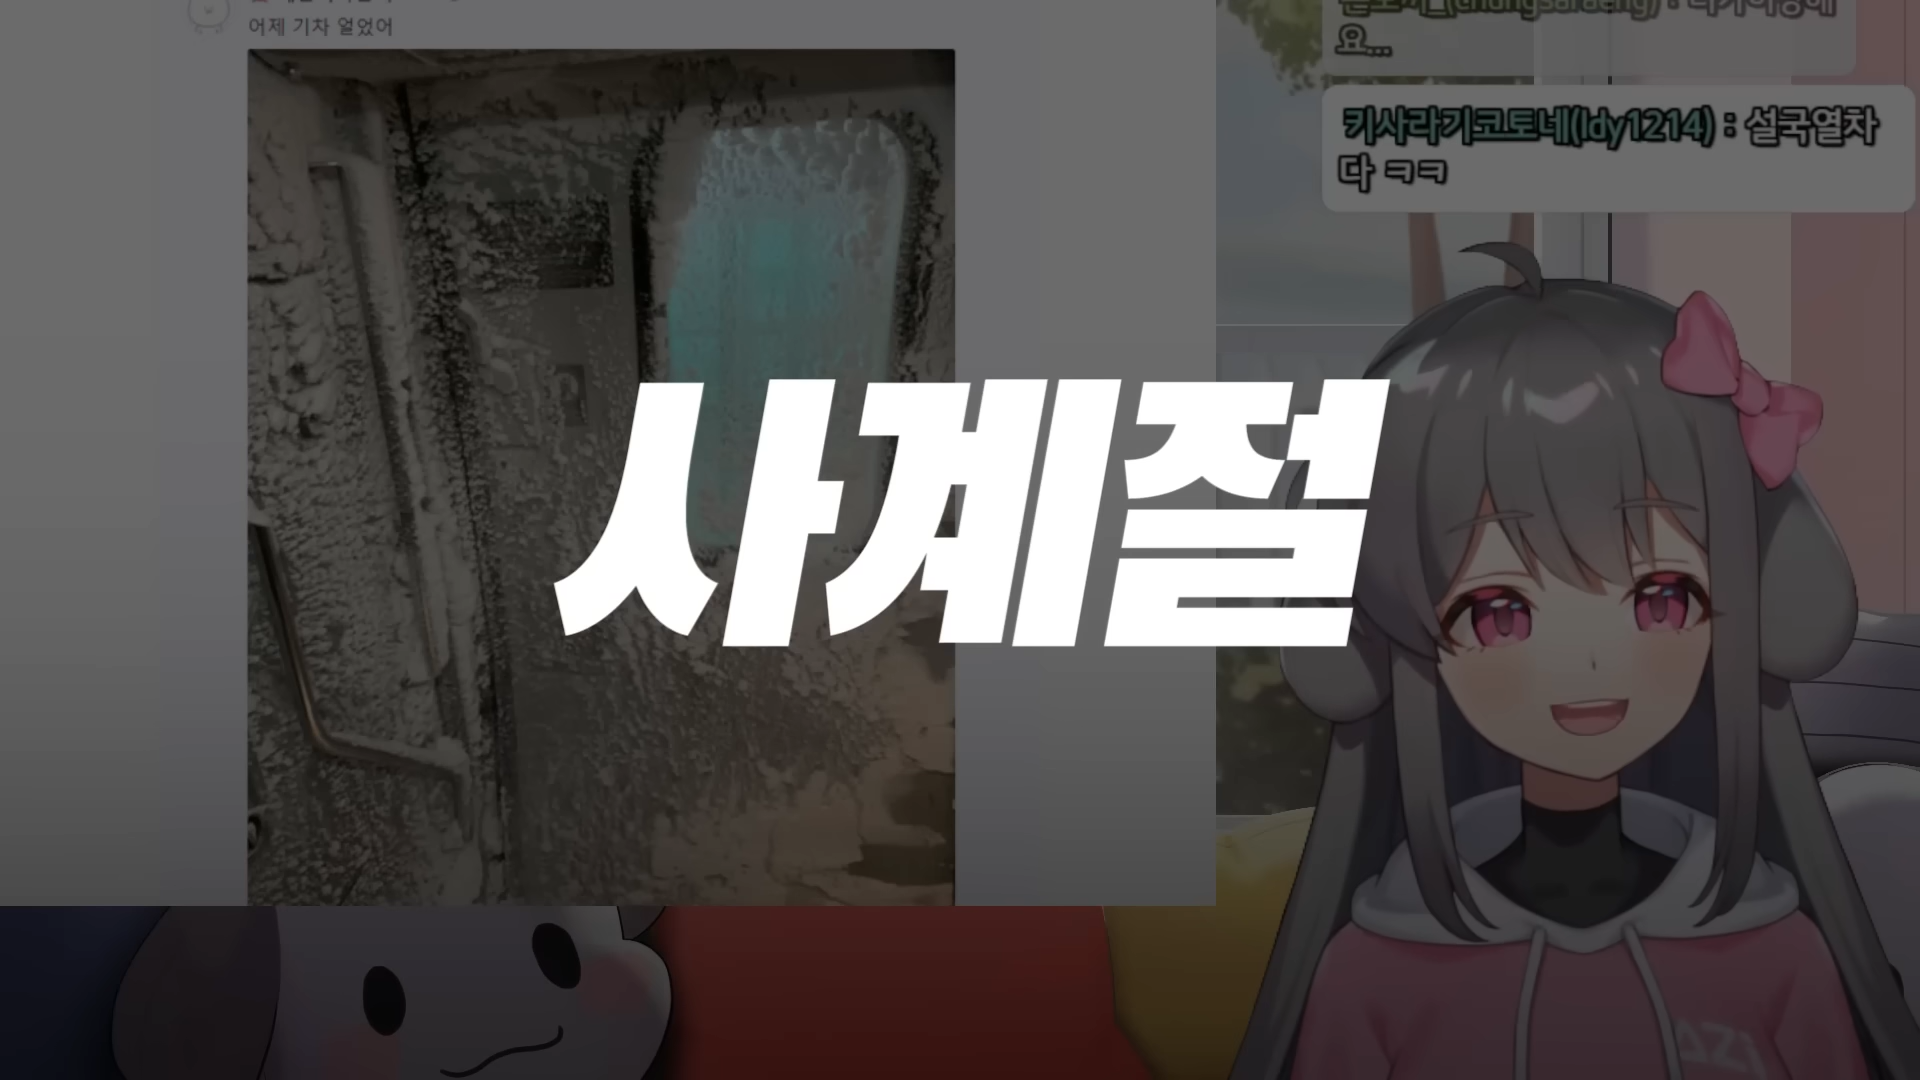 어제 기차 얼었어
요...
키사라기코토네(ldy1214) : 설국열차
다 ㅋㅋ
사계절